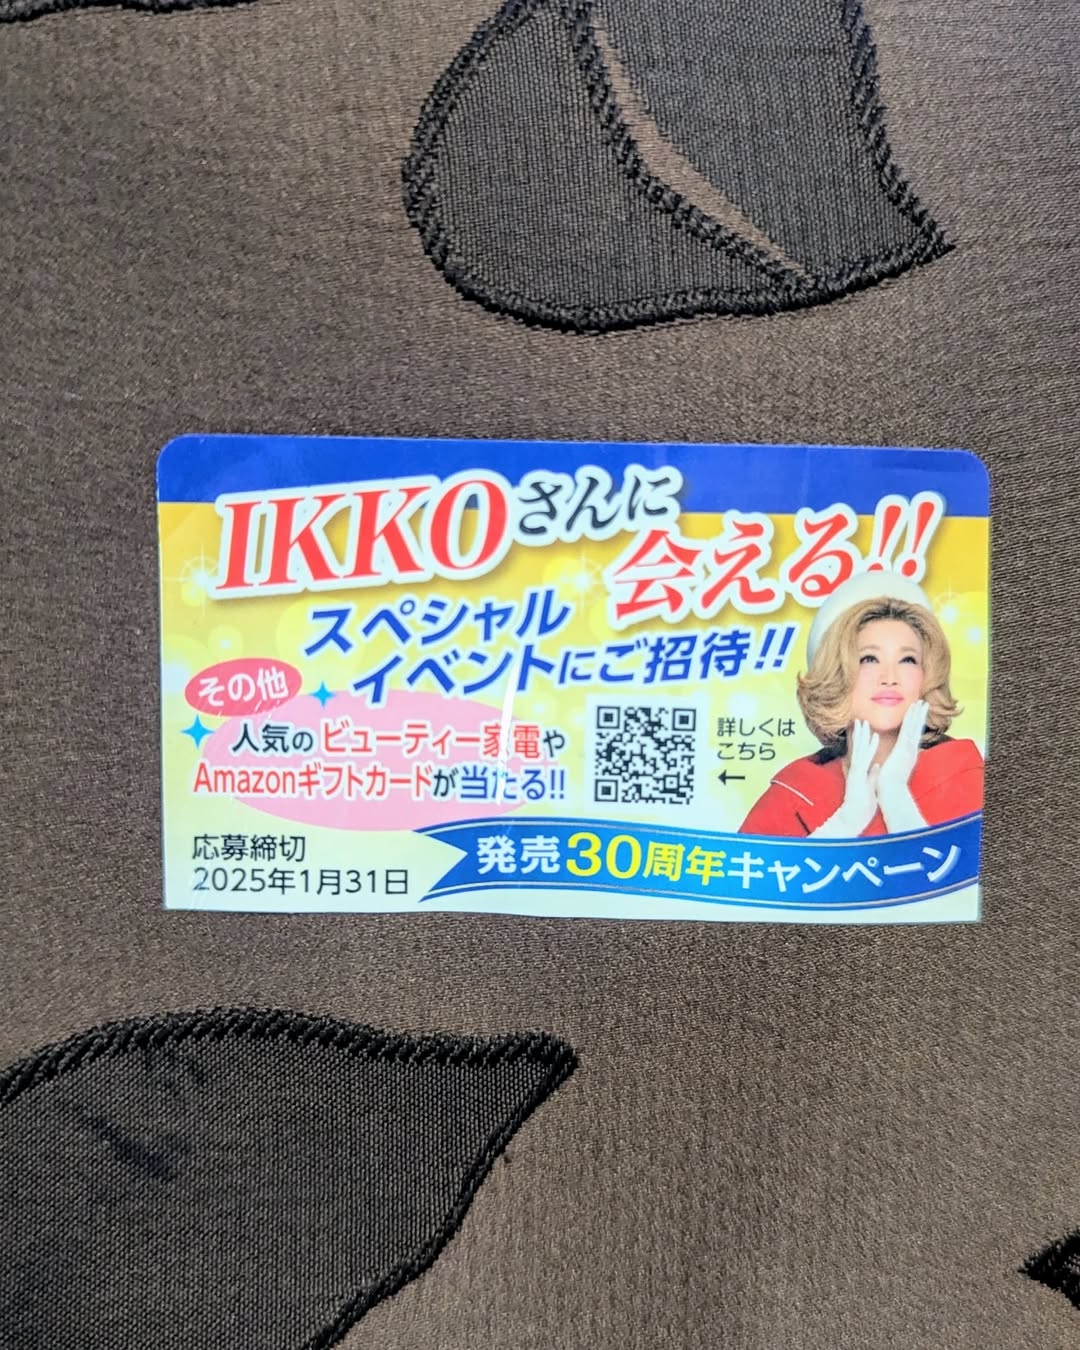 IKKOさんに
会える!!
スペシャル
イベントにご招待!!
その他
人気のビューティー家電や
Amazonギフトカードが当たる!!
詳しくは
こちら
←
応募締切
2025年1月31日
発売30周年キャンペーン